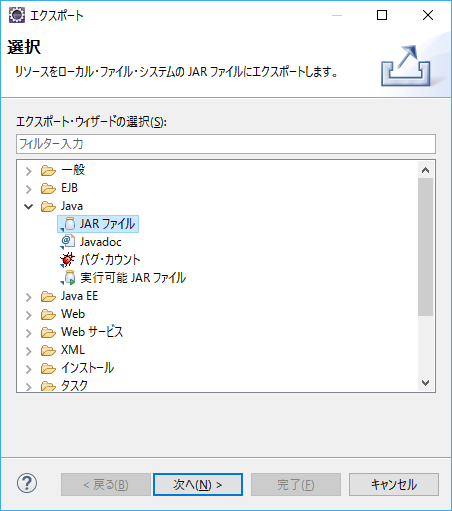 エクスポート
選択
リソースをローカル・ファイル・システムの JAR ファイルにエクスポートします。
エクスポート・ウィザードの選択(S):
フィルター入力
一般
EJB
Java
JAR ファイル
Javadoc
バグ・カウント
実行可能 JAR ファイル
Java EE
Web
Web サービス
XML
インストール
タスク
< 戻る(B)
次へ(N) >
完了(F)
キャンセル